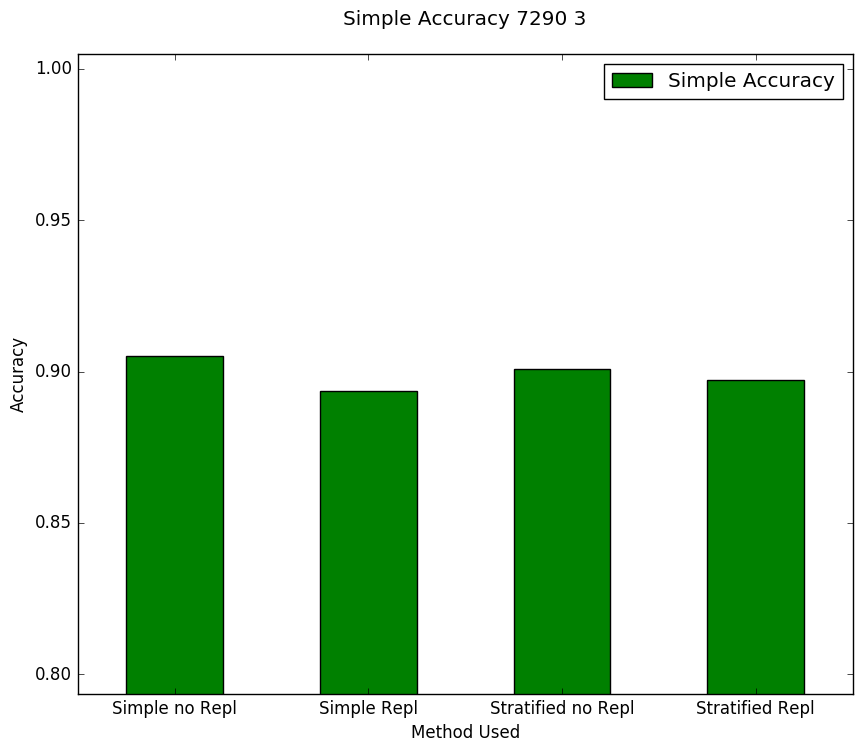 Simple Accuracy 7290 3
Simple Accuracy
1.00
0.95
0.90
0.85
0.80
Accuracy
Simple no Repl
Simple Repl
Stratified no Repl
Stratified Repl
Method Used